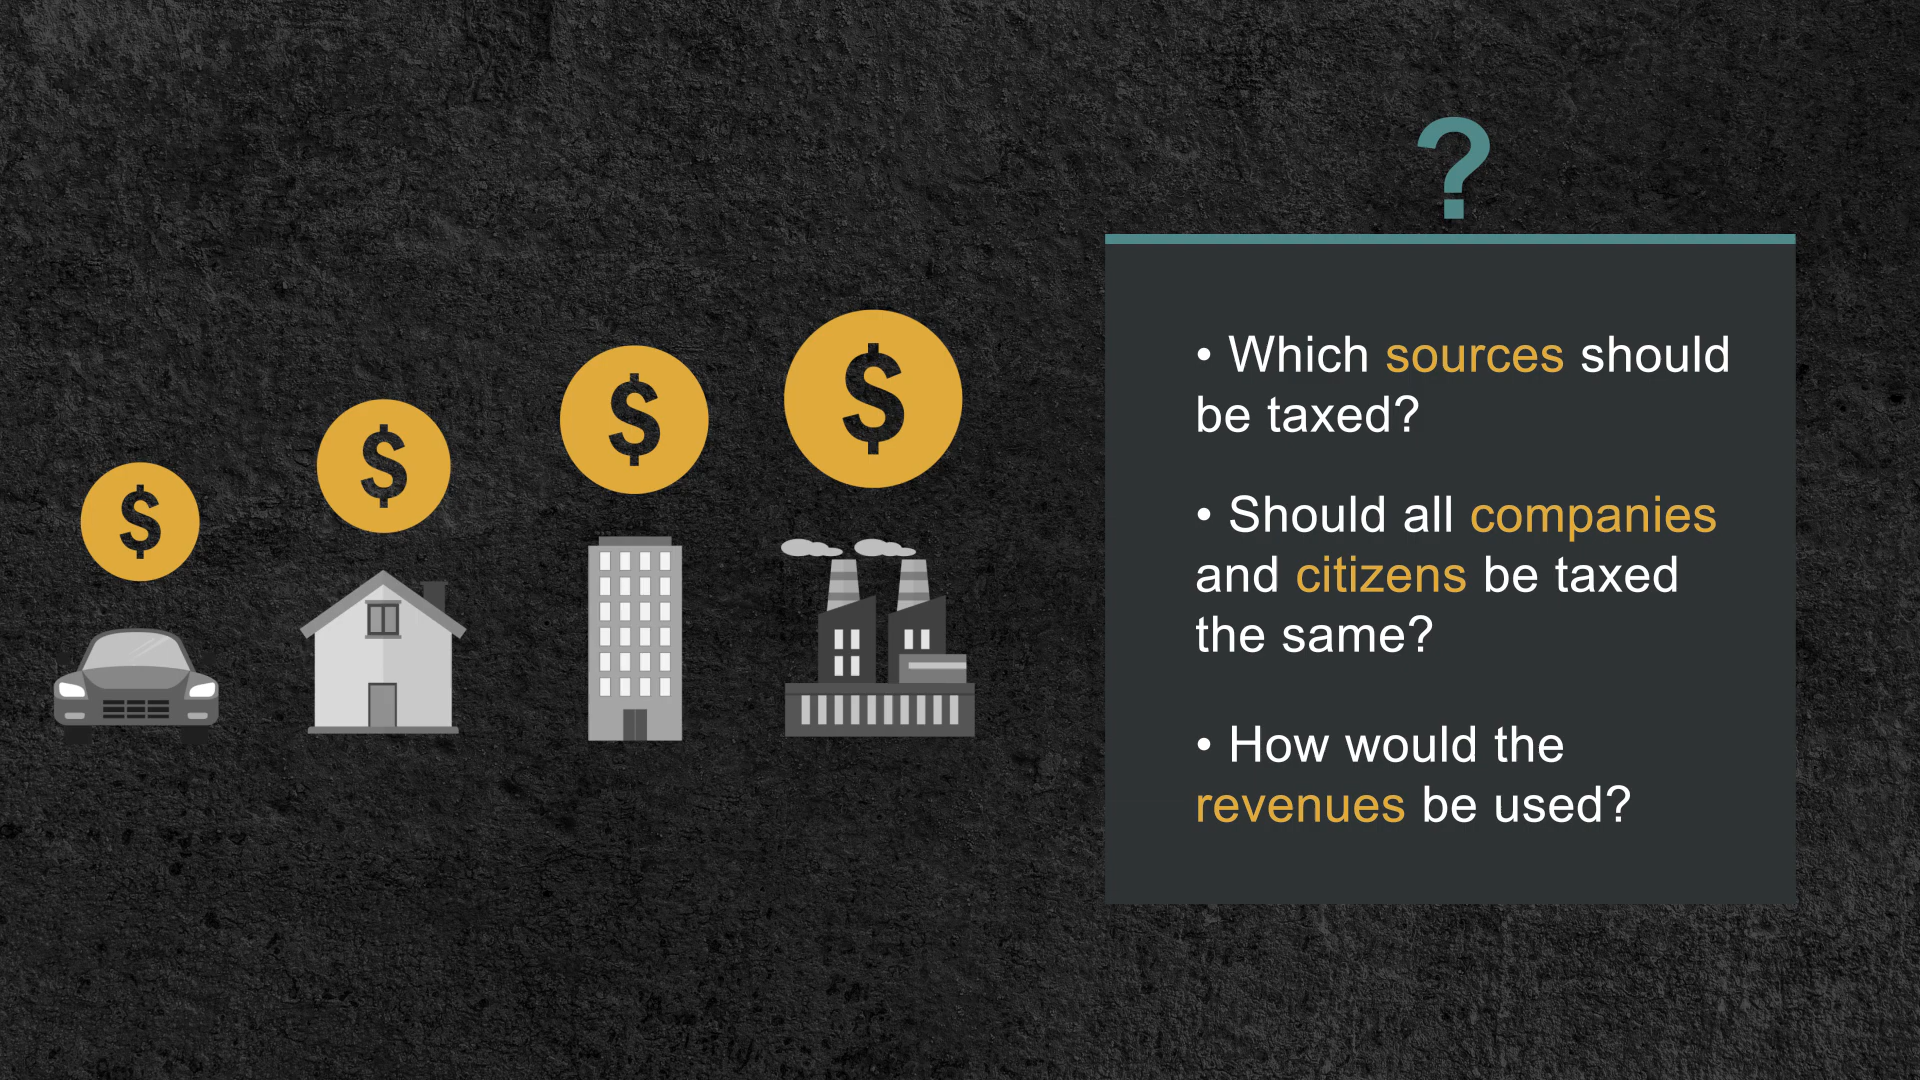 $
$
$
$
?
• Which sources should
be taxed?
• Should all companies
and citizens be taxed
the same?
• How would the
revenues be used?